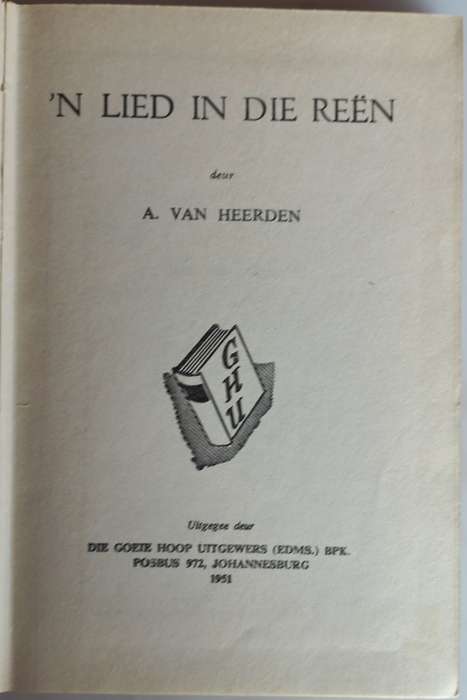 'N LIED IN DIE REËN
deur
A. VAN HEERDEN
GHU
Uitgegee deur
DIE GOEIE HOOP UITGEWERS (EDMS.) BPK.
POSBUS 972, JOHANNESBURG
1951